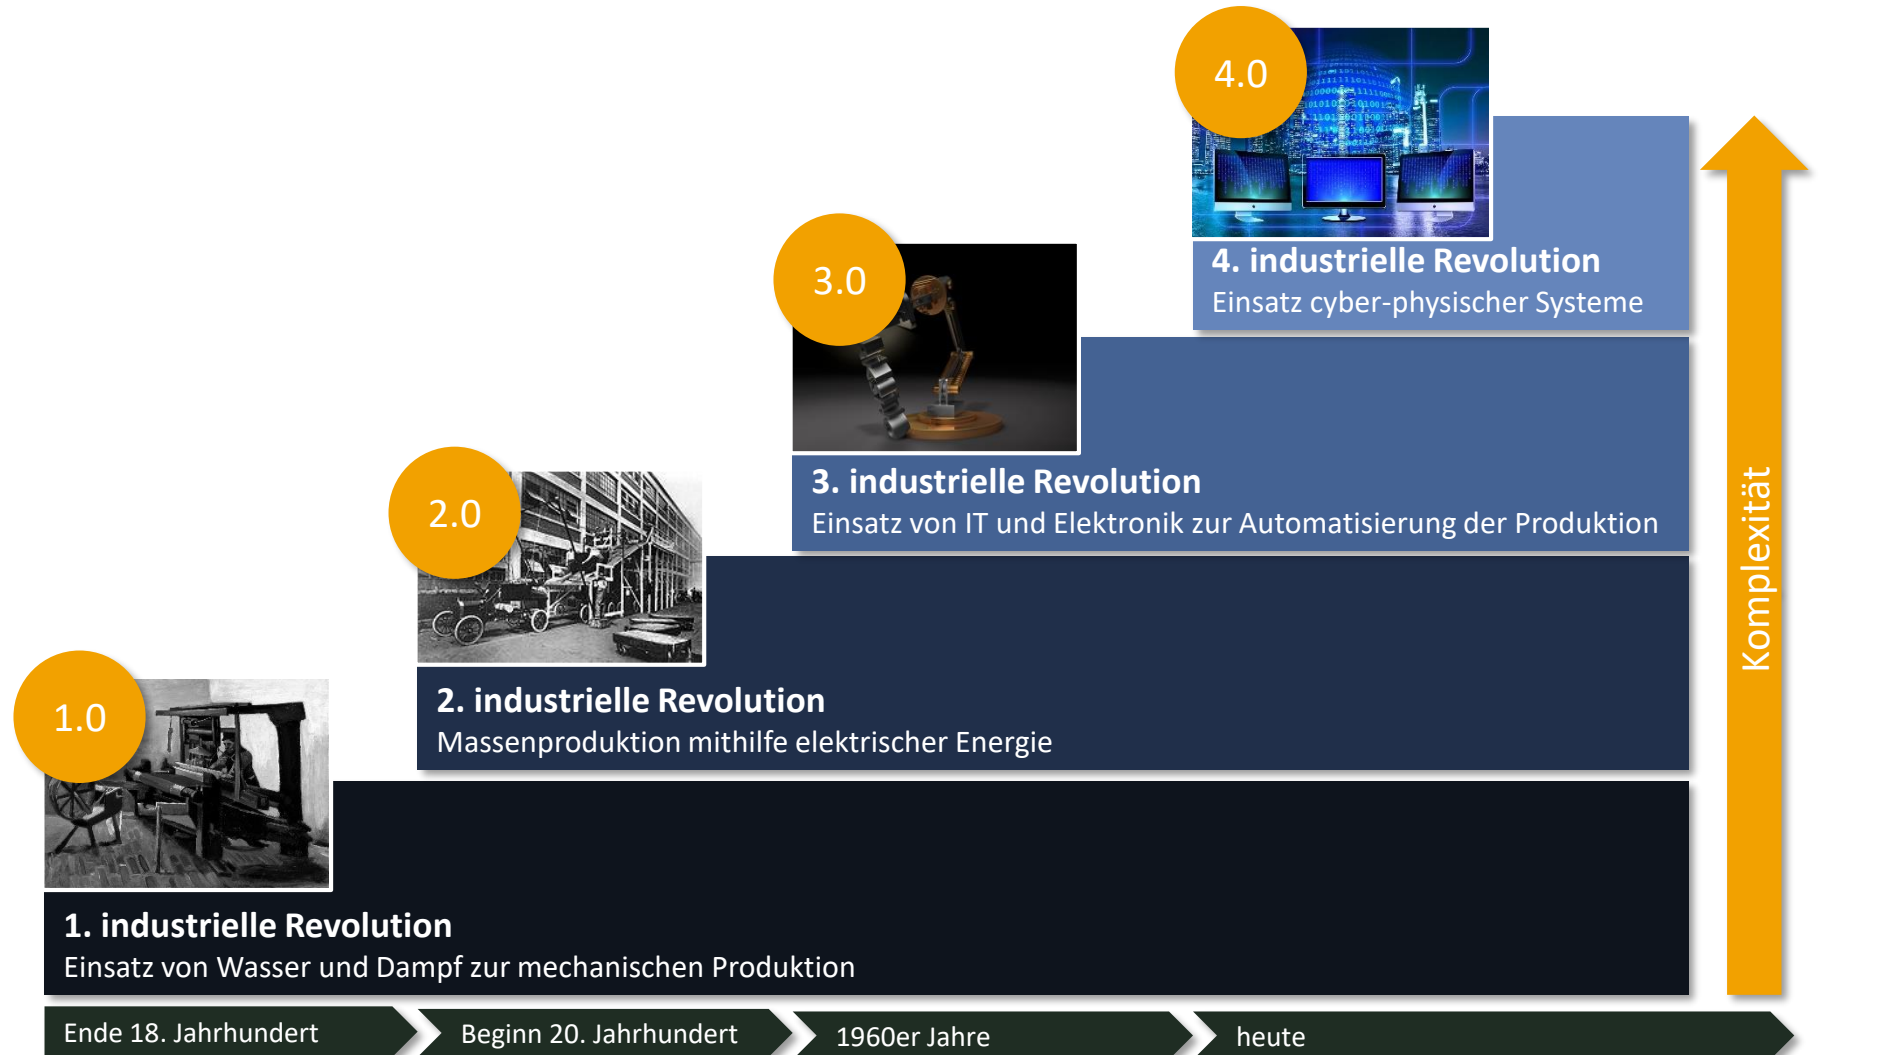 4.0
4. industrielle Revolution
Einsatz cyber-physischer Systeme
3.0
3. industrielle Revolution
Einsatz von IT und Elektronik zur Automatisierung der Produktion
2.0
2. industrielle Revolution
Massenproduktion mithilfe elektrischer Energie
1.0
1. industrielle Revolution
Einsatz von Wasser und Dampf zur mechanischen Produktion
Komplexität
Ende 18. Jahrhundert
Beginn 20. Jahrhundert
1960er Jahre
heute